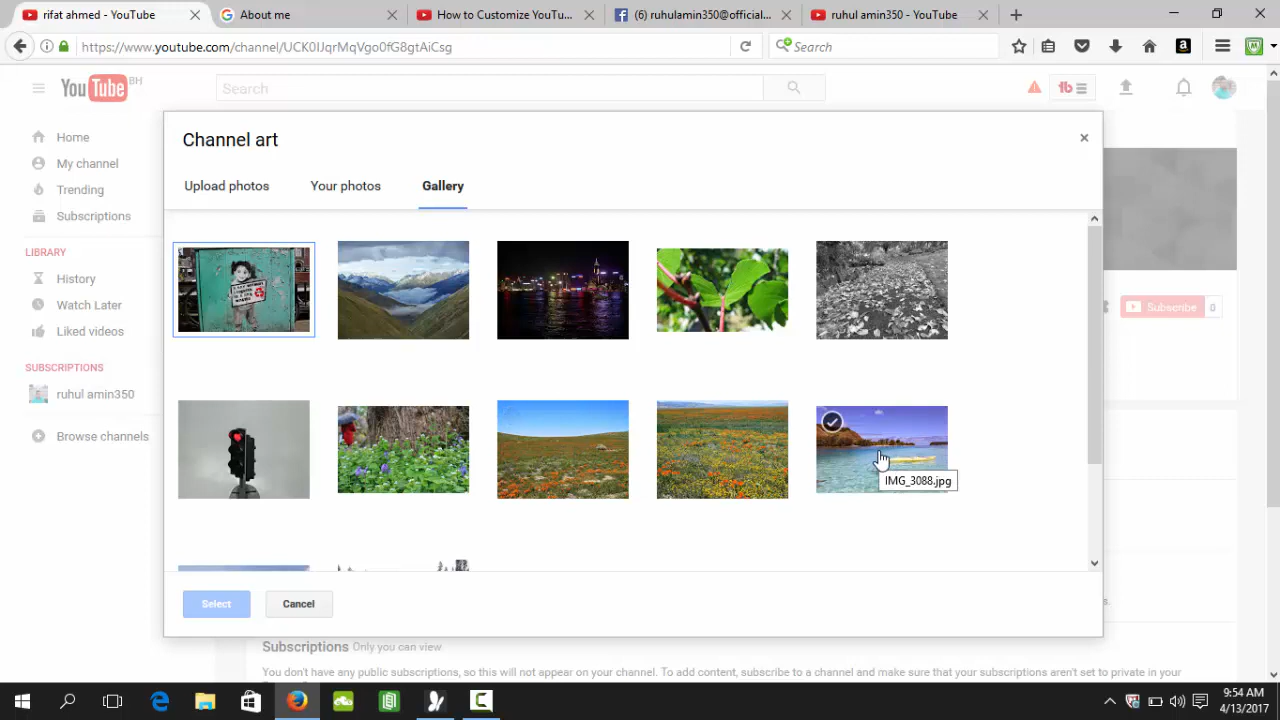 rifat ahmat - YouTube
Google
About
How to Customize YouTu...
(6) ruhulamin350@official...
ruhul amin350 - YouTube
https://www.youtube.com/channel/UCK0IJqrMqVgo0fG8gtAiCsg
Search
YouTube BH
Search
Channel art
Upload photos
Your photos
Gallery
Home
My channel
Trending
Subscriptions
LIBRARY
History
Watch Later
Liked videos
SUBSCRIPTIONS
ruhul amin350
Browse channels
Subscribe 0
IMG_3088.jpg
Select
Cancel
s.
Subscriptions Only you can view
You don't have any public subscriptions, so this will not appear on your channel. To add content, subscribe to a channel and make sure that your subscriptions aren't set to private in your
9:54 AM
4/13/2017